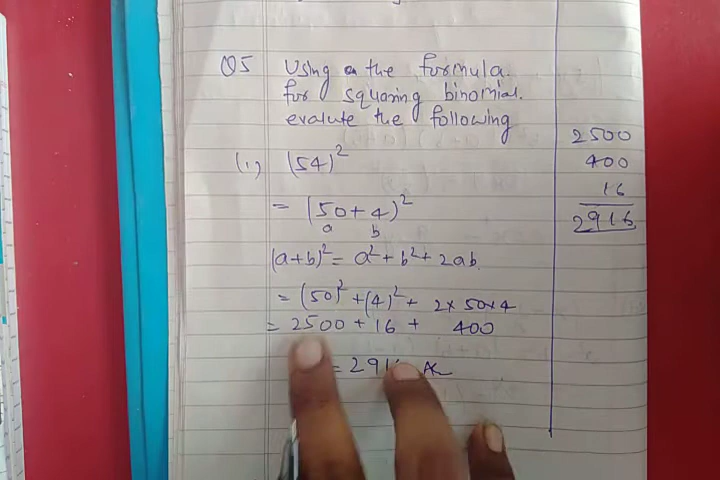 Q5 Using the formula.
for squaring binomial.
evalute the following
(i) (54)²
= (50+4)²
a b
(a+b)² = a²+b²+2ab
= (50)²+(4)²+ 2×50×4
= 2500+16+ 400
= 291
2500
400
16
2916